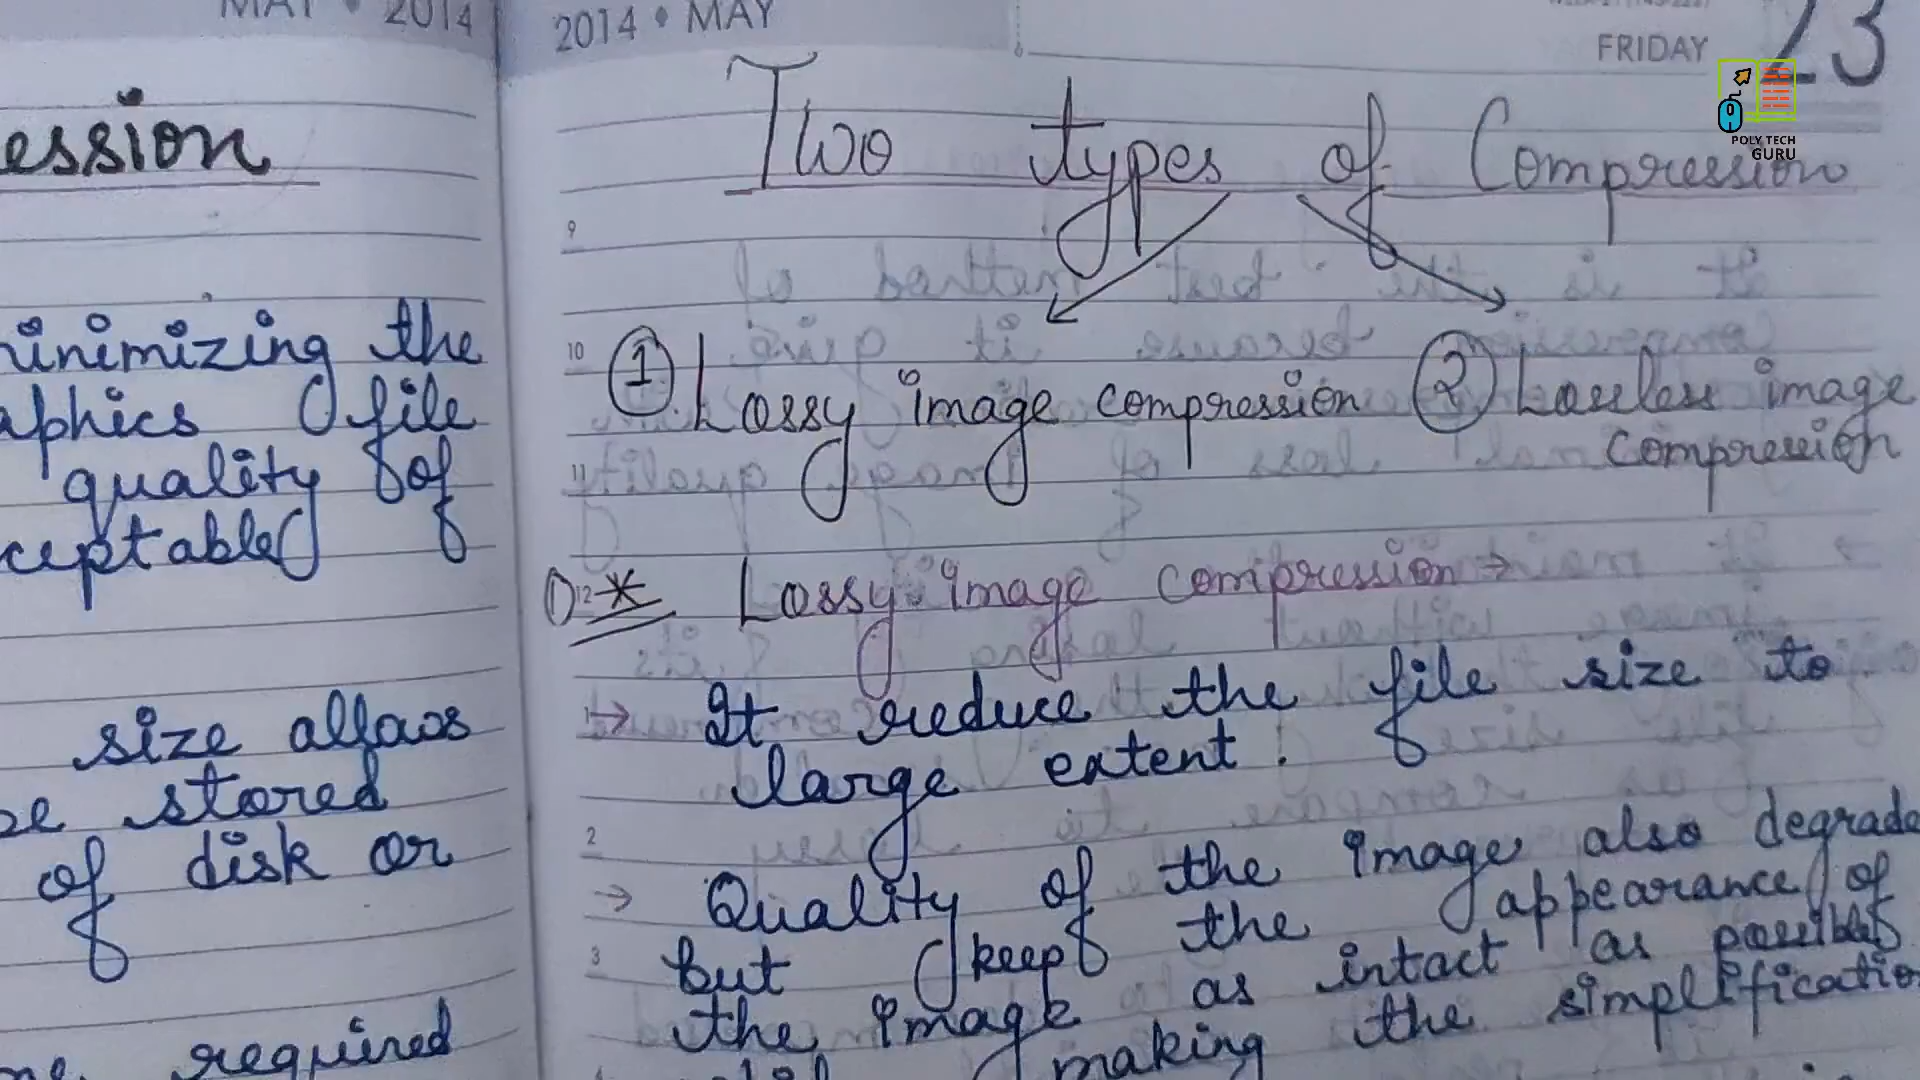 MAY • 2014
ession
minimizing the
aphics file
quality of
ceptable
size allows
stored
of disk or
required
2014 • MAY
FRIDAY
23
POLY TECH
GURU
Two types of Compression
9
10
① Lossy image compression ② Lossless image
compression
11
1) 12 * Lossy image compression →
1 → It reduce the file size to
large extent.
2
→ Quality of the image also degrade
but keep the appearance of
3
the image as intact as possible
making the simplification